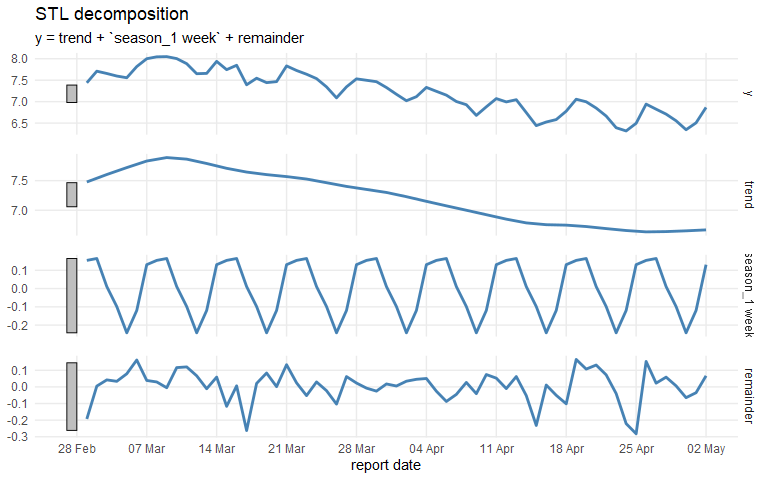 STL decomposition
y = trend + `season_1 week` + remainder
8.0
7.5
7.0
6.5
y
7.5
7.0
trend
0.1
0.0
-0.1
-0.2
season_1 week
0.1
0.0
-0.1
-0.2
-0.3
remainder
28 Feb 07 Mar 14 Mar 21 Mar 28 Mar 04 Apr 11 Apr 18 Apr 25 Apr 02 May
report date